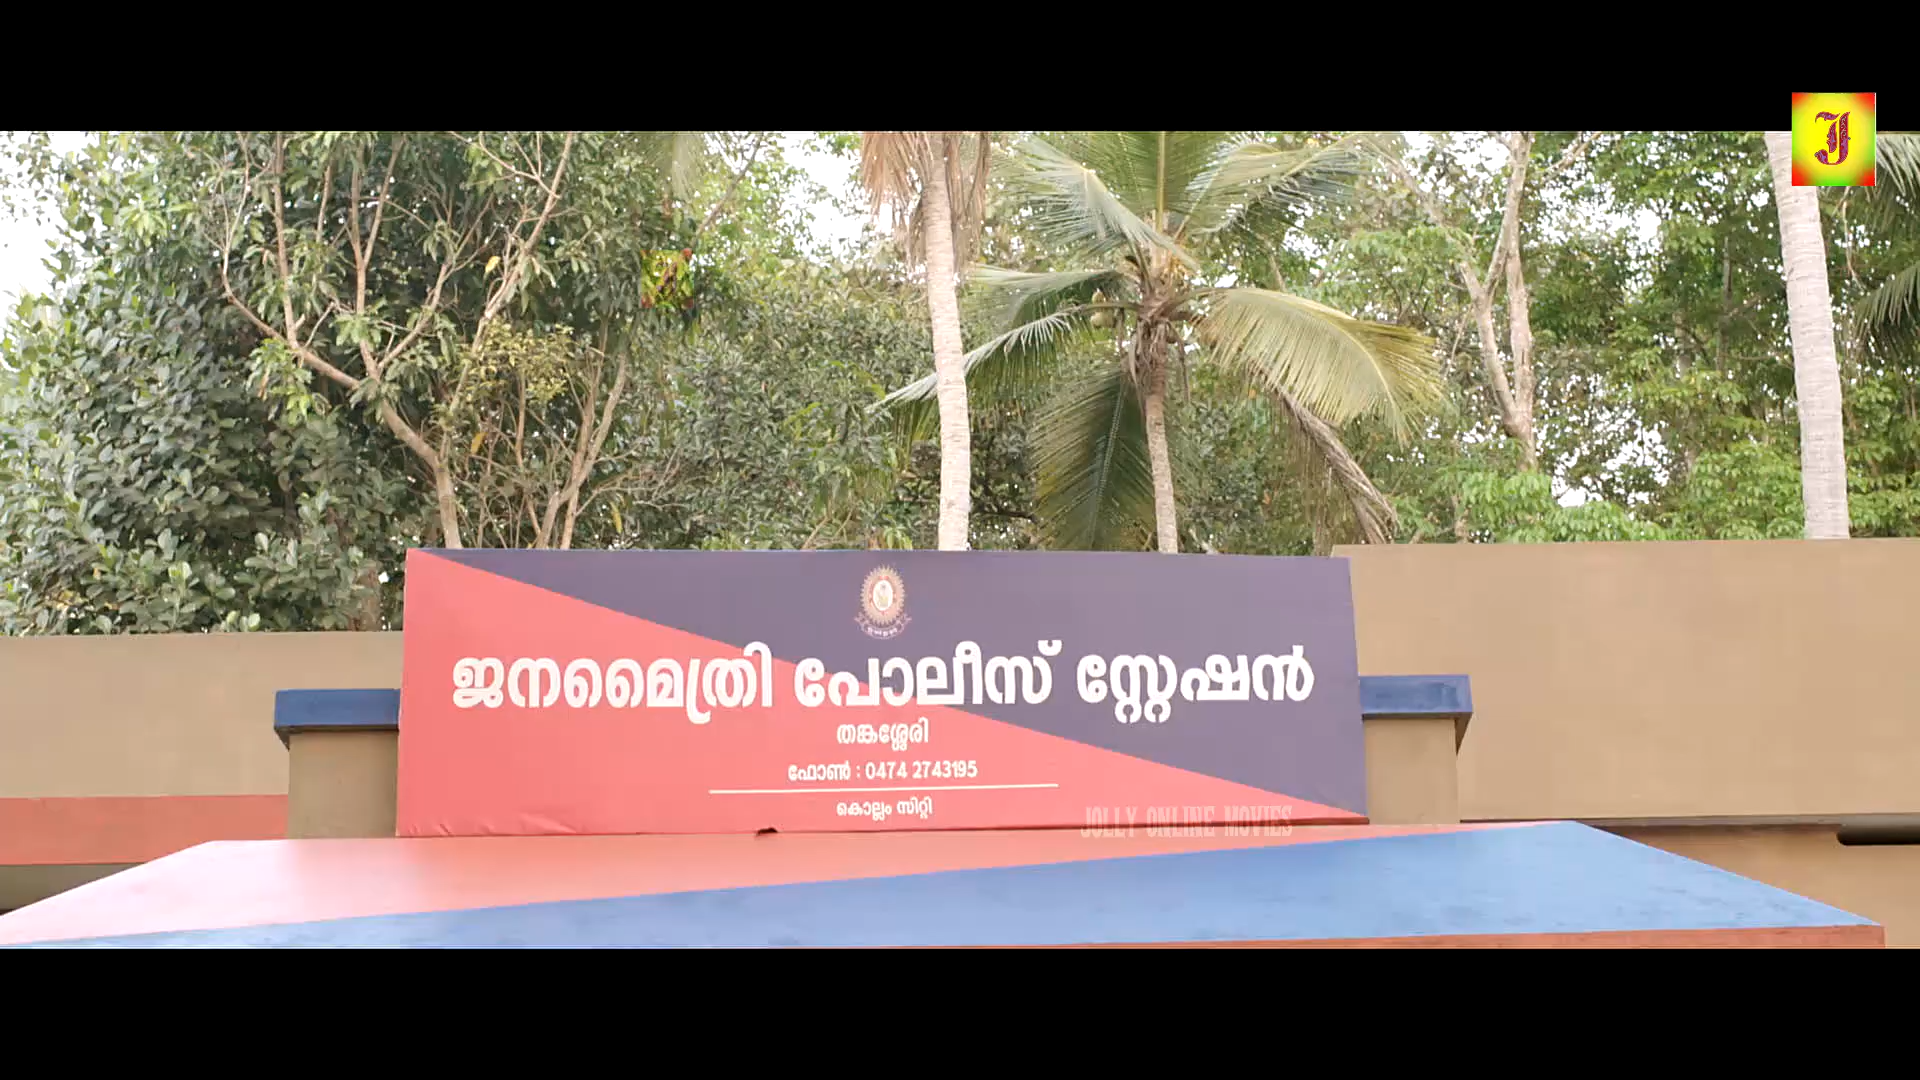 J
ജനമൈത്രി പോലീസ് സ്റ്റേഷൻ
തങ്കശ്ശേരി
ഫോൺ : 0474 2743195
കൊല്ലം സിറ്റി
JOLLY ONLINE MOVIES